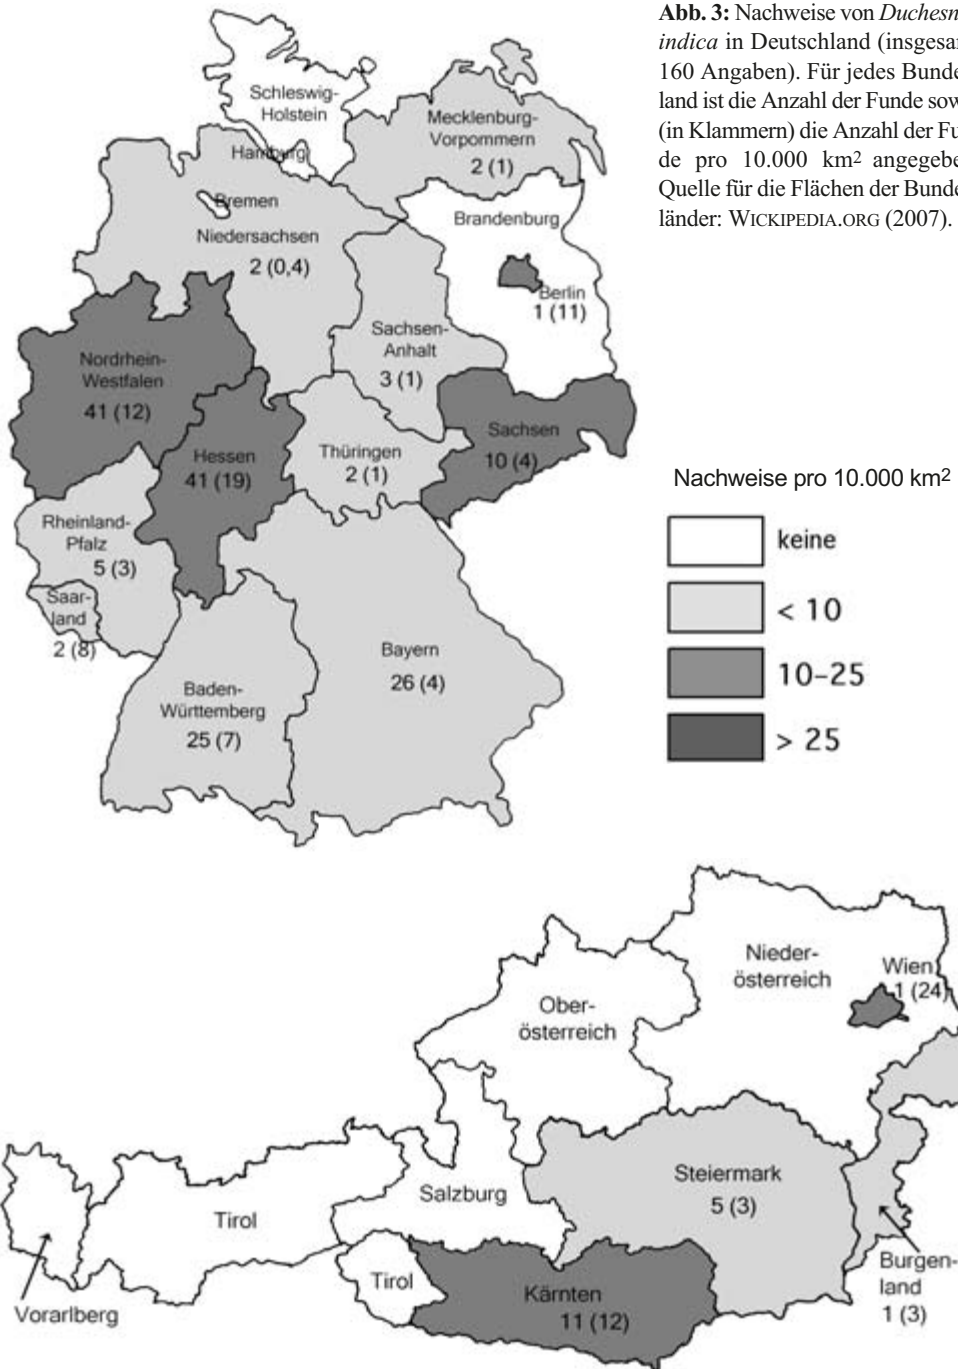 Abb. 3: Nachweise von Duchesn
indica in Deutschland (insgesan
160 Angaben). Für jedes Bunde
land ist die Anzahl der Funde sow
(in Klammern) die Anzahl der Fu
de pro 10.000 km² angegebe
Quelle für die Flächen der Bunde
länder: WICKIPEDIA.ORG (2007).
Schleswig-
Holstein
Mecklenburg-
Vorpommern
2 (1)
Hamburg
Bremen
Niedersachsen
2 (0,4)
Brandenburg
Berlin
1 (11)
Sachsen-
Anhalt
3 (1)
Nordrhein-
Westfalen
41 (12)
Hessen
41 (19)
Thüringen
2 (1)
Sachsen
10 (4)
Rheinland-
Pfalz
5 (3)
Saar-
land
2 (8)
Bayern
26 (4)
Baden-
Württemberg
25 (7)
Nachweise pro 10.000 km²
keine
< 10
10–25
> 25
Nieder-
österreich
Wien
1 (24)
Ober-
österreich
Steiermark
5 (3)
Salzburg
Tirol
Tirol
Kärnten
11 (12)
Vorarlberg
Burgen-
land
1 (3)